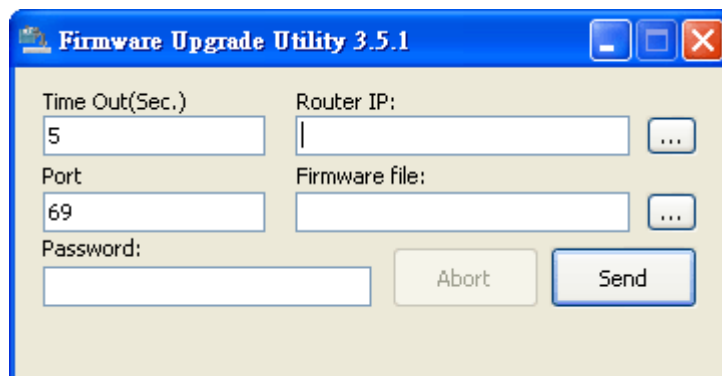 Firmware Upgrade Utility 3.5.1
Time Out(Sec.) Router IP:
5 ...
Port Firmware file:
69 ...
Password:
Abort Send